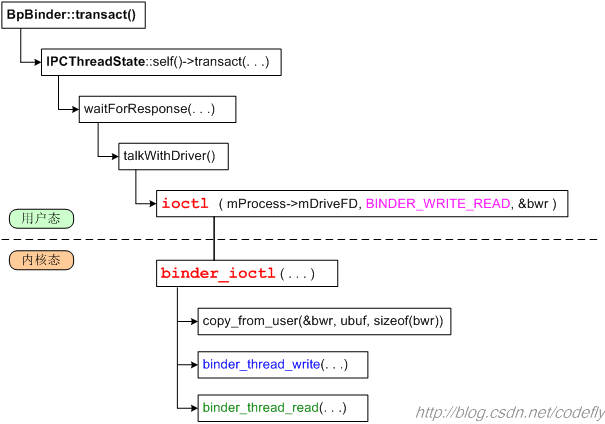 BpBinder::transact()
IPCThreadState::self()->transact(. . .)
waitForResponse(. . .)
talkWithDriver()
ioctl ( mProcess->mDriveFD, BINDER_WRITE_READ, &bwr )
用户态
内核态
binder_ioctl ( . . . )
copy_from_user(&bwr, ubuf, sizeof(bwr))
binder_thread_write(. . .)
binder_thread_read(. . .)
http://blog.csdn.net/codefly